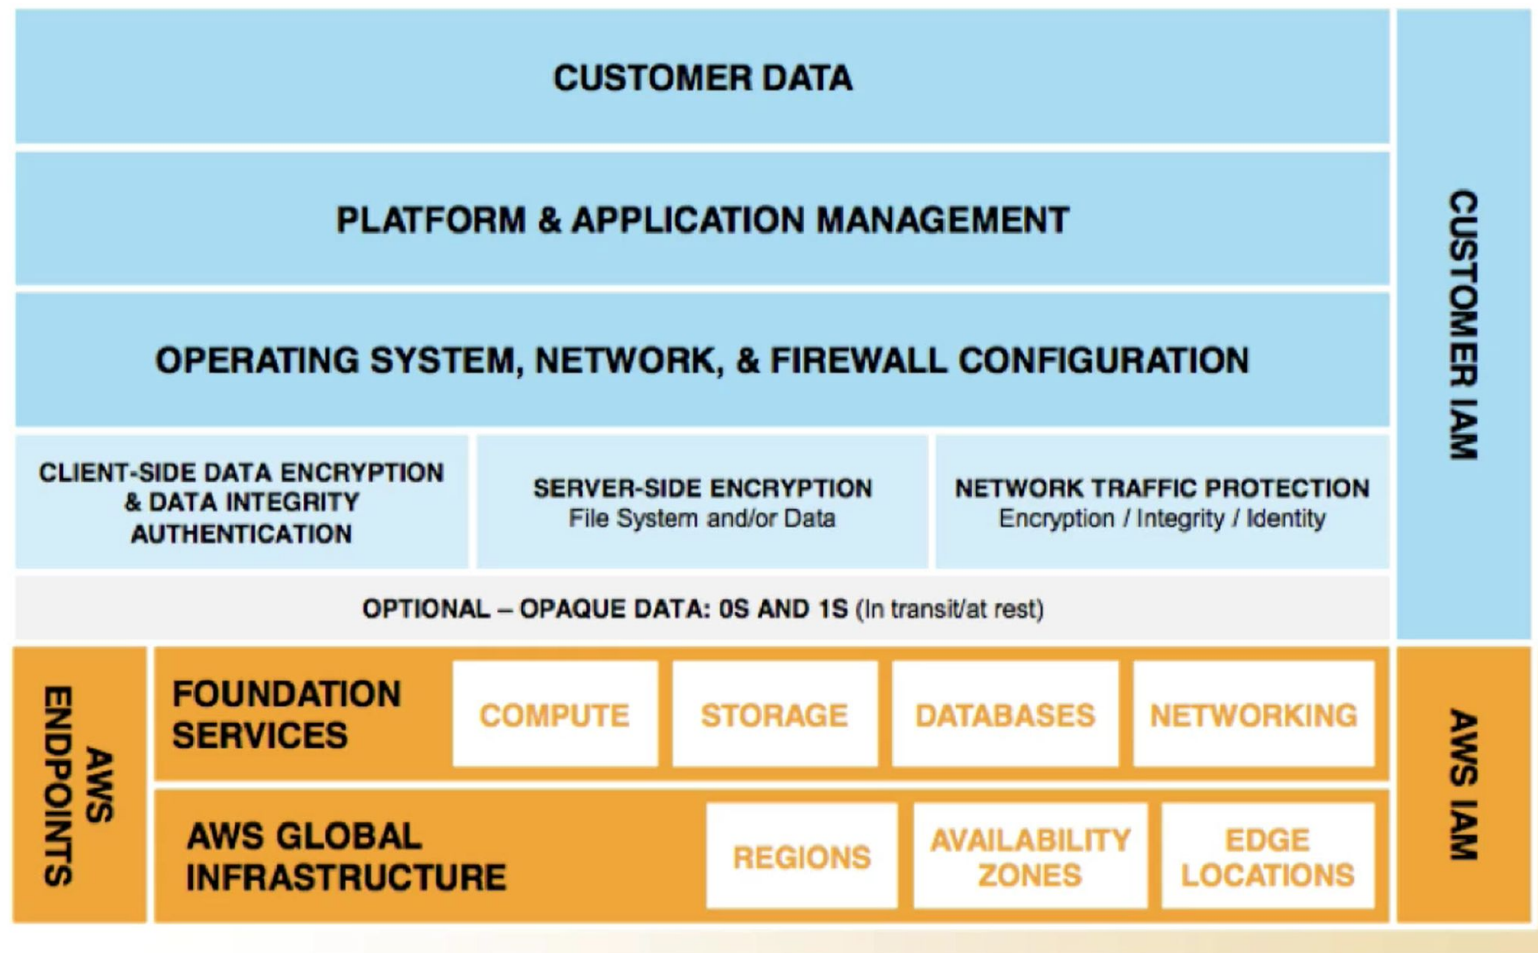 CUSTOMER DATA
PLATFORM & APPLICATION MANAGEMENT
OPERATING SYSTEM, NETWORK, & FIREWALL CONFIGURATION
CLIENT-SIDE DATA ENCRYPTION
& DATA INTEGRITY
AUTHENTICATION
SERVER-SIDE ENCRYPTION
File System and/or Data
NETWORK TRAFFIC PROTECTION
Encryption / Integrity / Identity
OPTIONAL – OPAQUE DATA: 0S AND 1S (In transit/at rest)
CUSTOMER IAM
AWS
ENDPOINTS
FOUNDATION
SERVICES
COMPUTE
STORAGE
DATABASES
NETWORKING
AWS GLOBAL
INFRASTRUCTURE
REGIONS
AVAILABILITY
ZONES
EDGE
LOCATIONS
AWS IAM